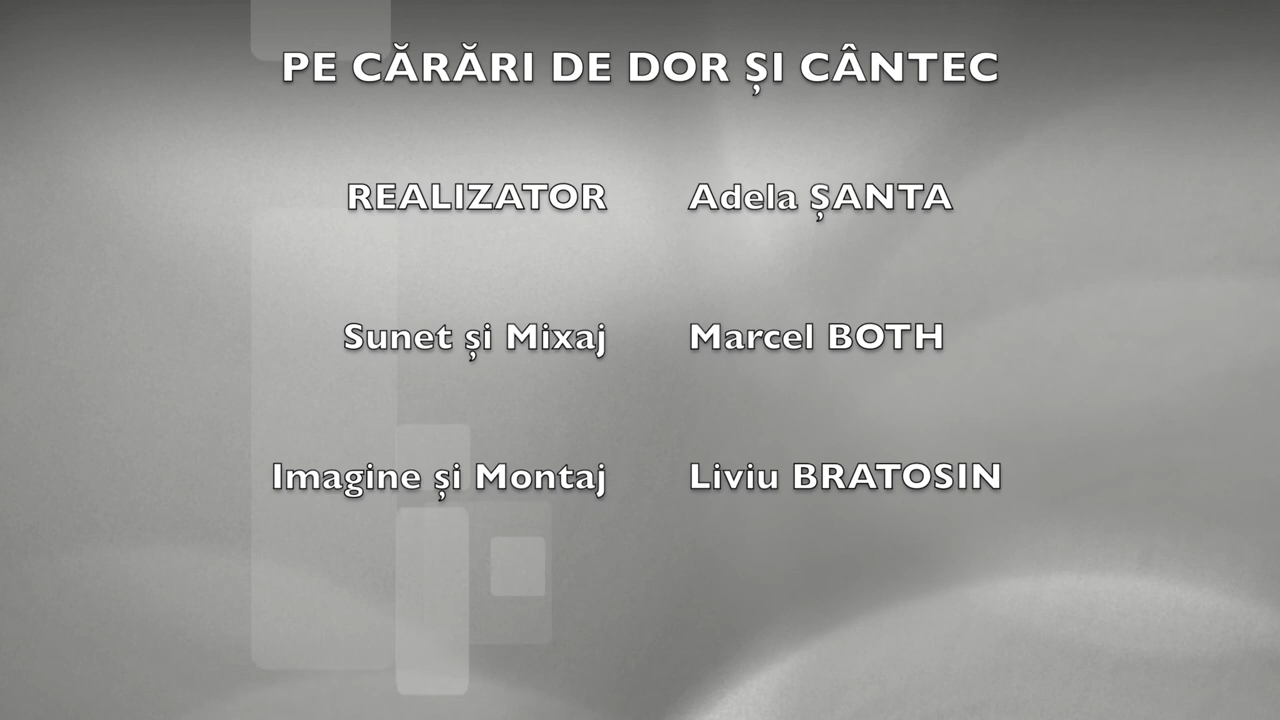 PE CĂRĂRI DE DOR ȘI CÂNTEC
REALIZATOR Adela ȘANTA
Sunet și Mixaj Marcel BOTH
Imagine și Montaj Liviu BRATOSIN